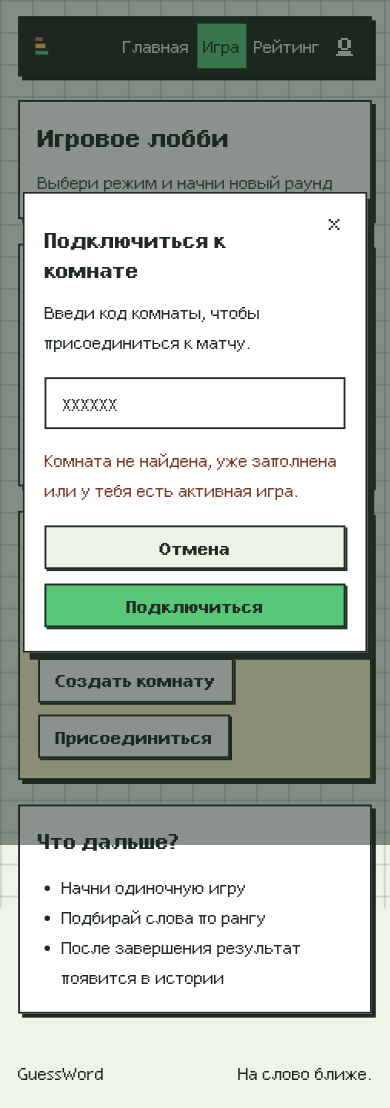 Главная Игра Рейтинг
Игровое лобби
Выбери режим и начни новый раунд
×
Подключиться к
комнате
Введи код комнаты, чтобы
присоединиться к матчу.
XXXXXX
Комната не найдена, уже заполнена
или у тебя есть активная игра.
Отмена
Подключиться
Создать комнату
Присоединиться
Что дальше?
• Начни одиночную игру
• Подбирай слова по рангу
• После завершения результат
появится в истории
GuessWord
На слово ближе.